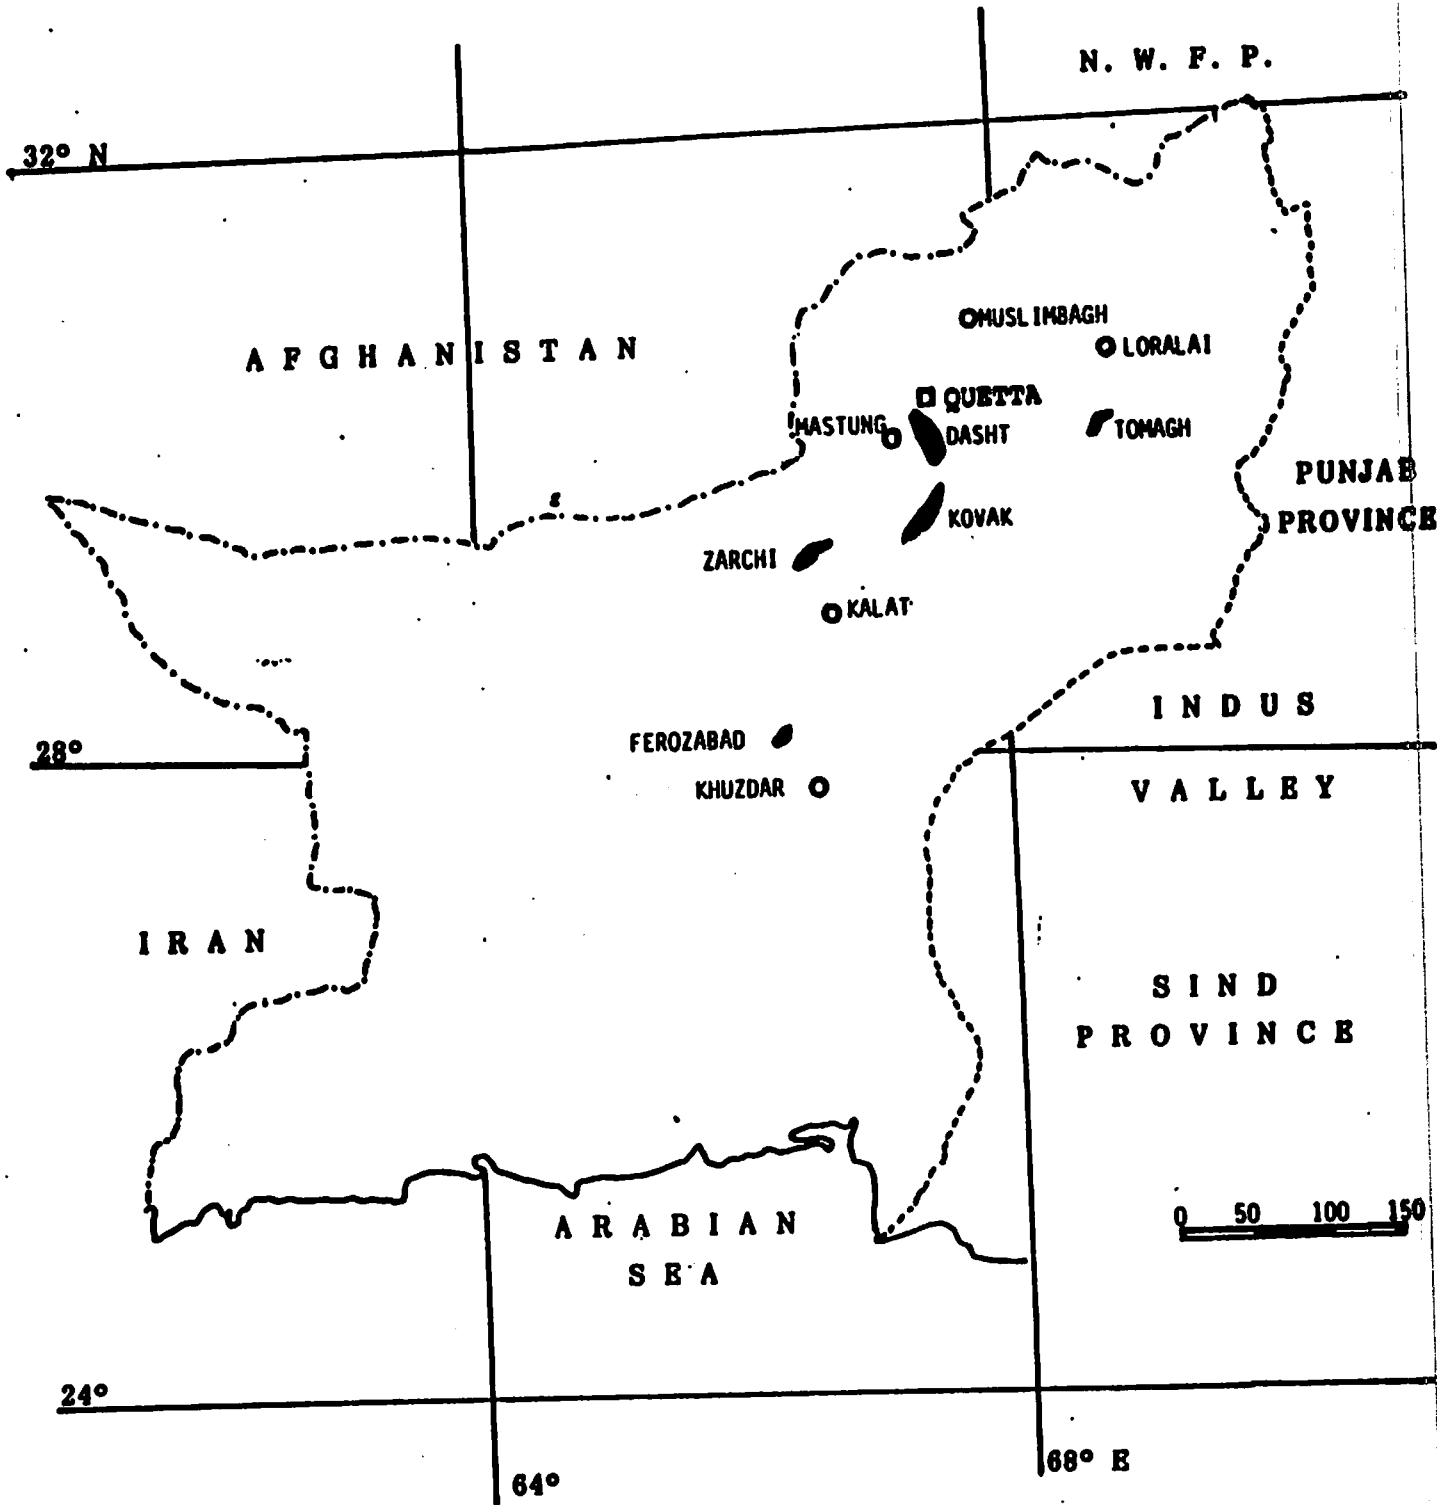 N. W. F. P.
32° N
MUSLIMBAGH
LORALAI
AFGHANISTAN
QUETTA
MASTUNG
DASHT
TOMAGH
PUNJAB
PROVINCE
KOVAK
ZARCHI
KALAT
INDUS
FEROZABAD
28°
KHUZDAR
VALLEY
IRAN
SIND
PROVINCE
0 50 100 150
ARABIAN
SEA
24°
68° E
64°